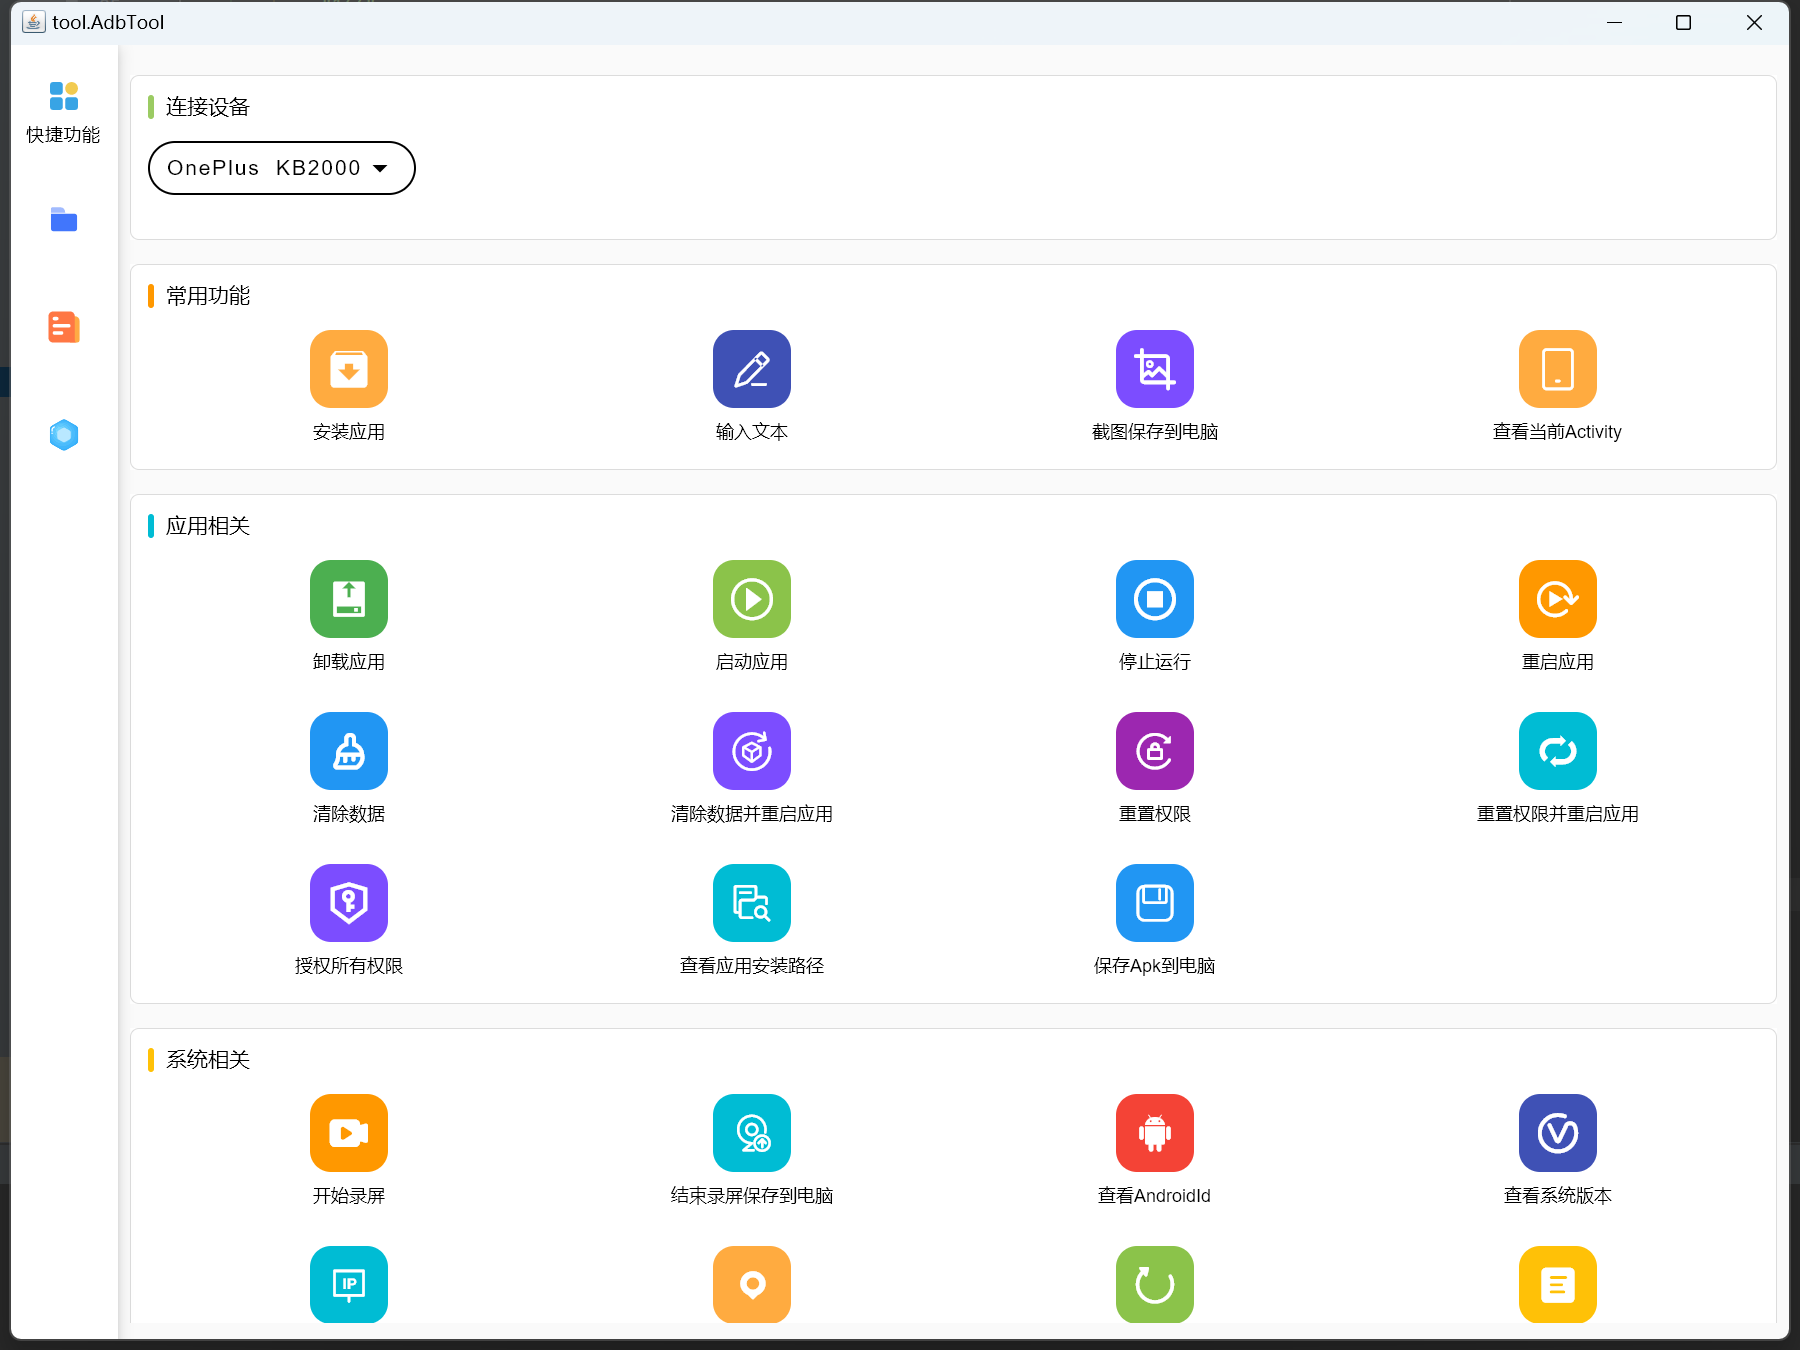 tool.AdbTool
快捷功能
连接设备
OnePlus KB2000
常用功能
安装应用
输入文本
截图保存到电脑
查看当前Activity
应用相关
卸载应用
启动应用
停止运行
重启应用
清除数据
清除数据并重启应用
重置权限
重置权限并重启应用
授权所有权限
查看应用安装路径
保存Apk到电脑
系统相关
开始录屏
结束录屏保存到电脑
查看AndroidId
查看系统版本
IP